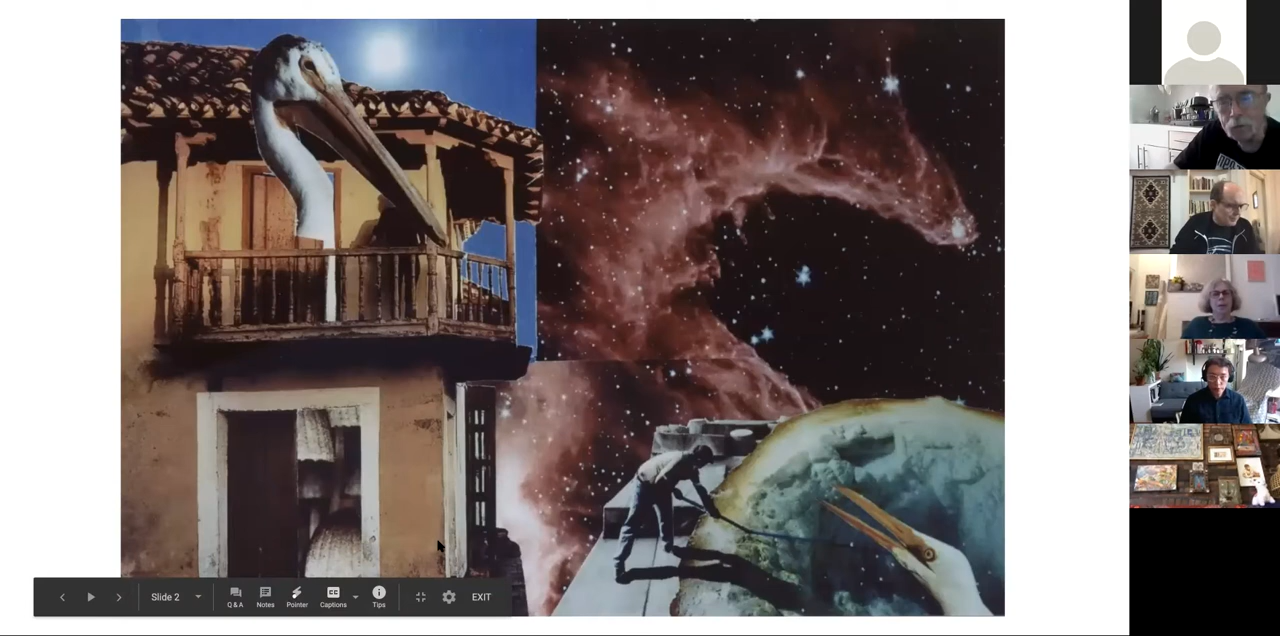 Slide 2
Q & A
Notes
Pointer
Captions
Tips
EXIT